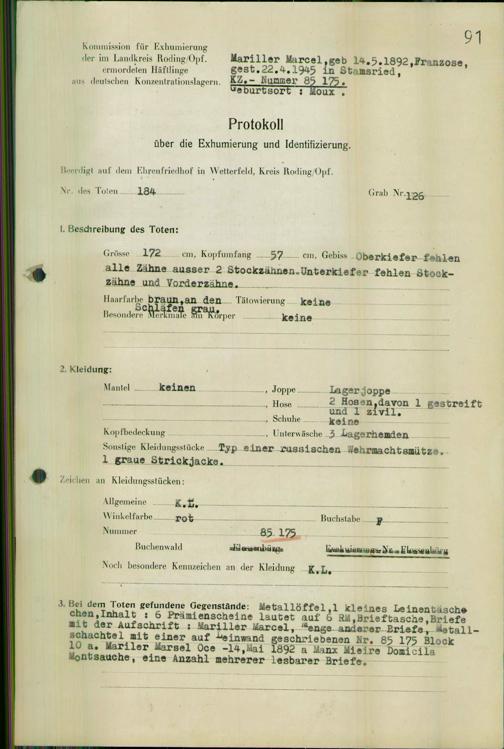 91
Kommission für Exhumierung
der im Landkreis Roding/Opf.
ermordeten Häftlinge
aus deutschen Konzentrationslagern.
Mariller Marcel, geb 14.5.1892, Franzose,
gest. 22.4.1945 in Stamsried,
KZ.- Nummer 85 175.
Geburtsort : Moux .
Protokoll
über die Exhumierung und Identifizierung.
Beerdigt auf dem Ehrenfriedhof in Wetterfeld, Kreis Roding/Opf.
Nr. des Toten 184 Grab Nr. 126
1. Beschreibung des Toten:
Grösse 172 cm, Kopfumfang 57 cm, Gebiss Oberkiefer fehlen
alle Zähne ausser 2 Stockzähnen. Unterkiefer fehlen Stock-
zähne und Vorderzähne.
Haarfarbe braun, an den Tätowierung keine
Schläfen grau.
Besondere Merkmale am Körper keine
2. Kleidung:
Mantel keinen , Joppe Lagerjoppe
, Hose 2 Hosen, davon 1 gestreift
und 1 zivil.
, Schuhe keine
Kopfbedeckung , Unterwäsche 3 Lagerhemden
Sonstige Kleidungsstücke Typ einer russischen Wehrmachtsmütze.
1 graue Strickjacke.
Zeichen an Kleidungsstücken:
Allgemeine K.L.
Winkelfarbe rot Buchstabe F
Nummer 85 175
Buchenwald Flossenbürg Flossenbürg
Noch besondere Kennzeichen an der Kleidung K.L.
3. Bei dem Toten gefundene Gegenstände: Metallöffel, 1 kleines Leinentäsche
chen, Inhalt : 6 Prämienscheine lautet auf 6 RM, Brieftasche, Briefe
mit der Aufschrift : Mariller Marcel, Menge anderer Briefe, Metall-
schachtel mit einer auf Leinwand geschriebenen Nr. 85 175 Block
10 a. Mariler Marsel Oce -14, Mai 1892 a Manx Mieire Domicila
Montsauche, eine Anzahl mehrerer lesbarer Briefe.